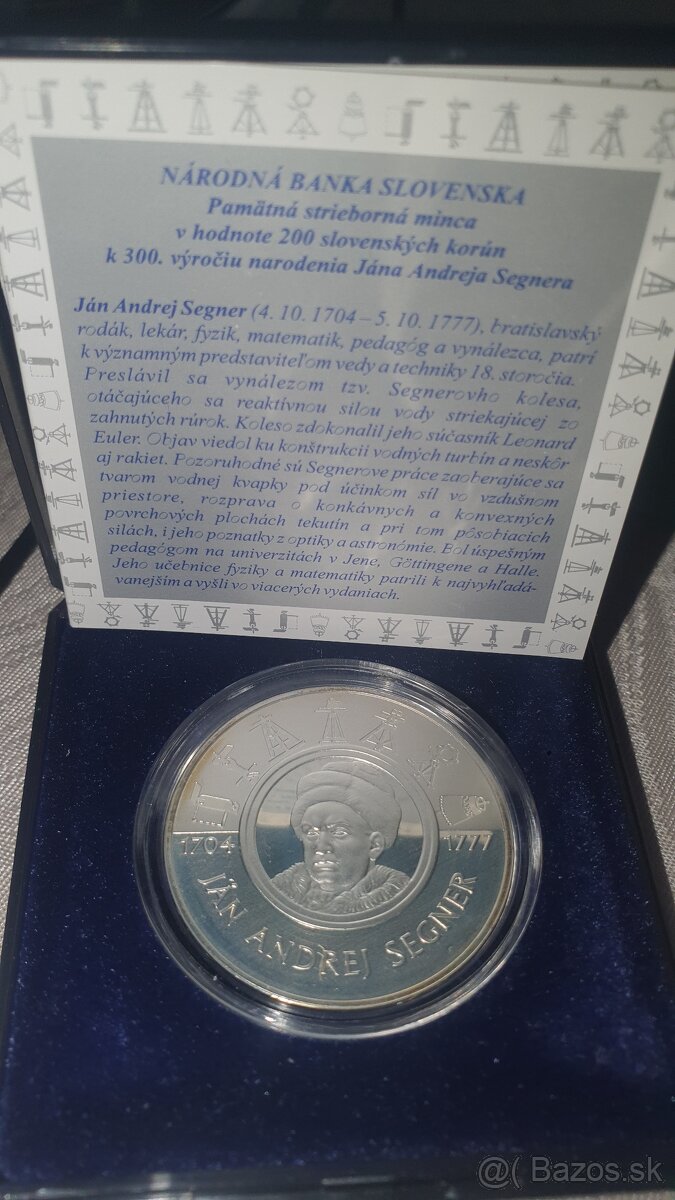 NÁRODNÁ BANKA SLOVENSKA
Pamätná strieborná minca
v hodnote 200 slovenských korún
k 300. výročiu narodenia Jána Andreja Segnera
Ján Andrej Segner (4. 10. 1704 – 5. 10. 1777), bratislavský
rodák, lekár, fyzik, matematik, pedagóg a vynálezca, patrí
k významným predstaviteľom vedy a techniky 18. storočia.
Preslávil sa vynálezom tzv. Segnerovho kolesa,
otáčajúceho sa reaktívnou silou vody striekajúcej zo
zahnutých rúrok. Koleso zdokonalil jeho súčasník Leonard
Euler. Objav viedol ku konštrukcii vodných turbín a neskôr
aj rakiet. Pozoruhodné sú Segnerove práce zaoberajúce sa
tvarom vodnej kvapky pod účinkom síl vo vzdušnom
priestore, rozprava o konkávnych a konvexných
povrchových plochách tekutín a pri tom pôsobiacich
silách, i jeho poznatky z optiky a astronómie. Bol úspešným
pedagógom na univerzitách v Jene, Göttingene a Halle.
Jeho učebnice fyziky a matematiky patrili k najvyhľadá-
vanejším a vyšli vo viacerých vydaniach.
1704 1777
JÁN ANDREJ SEGNER
@( Bazos.sk